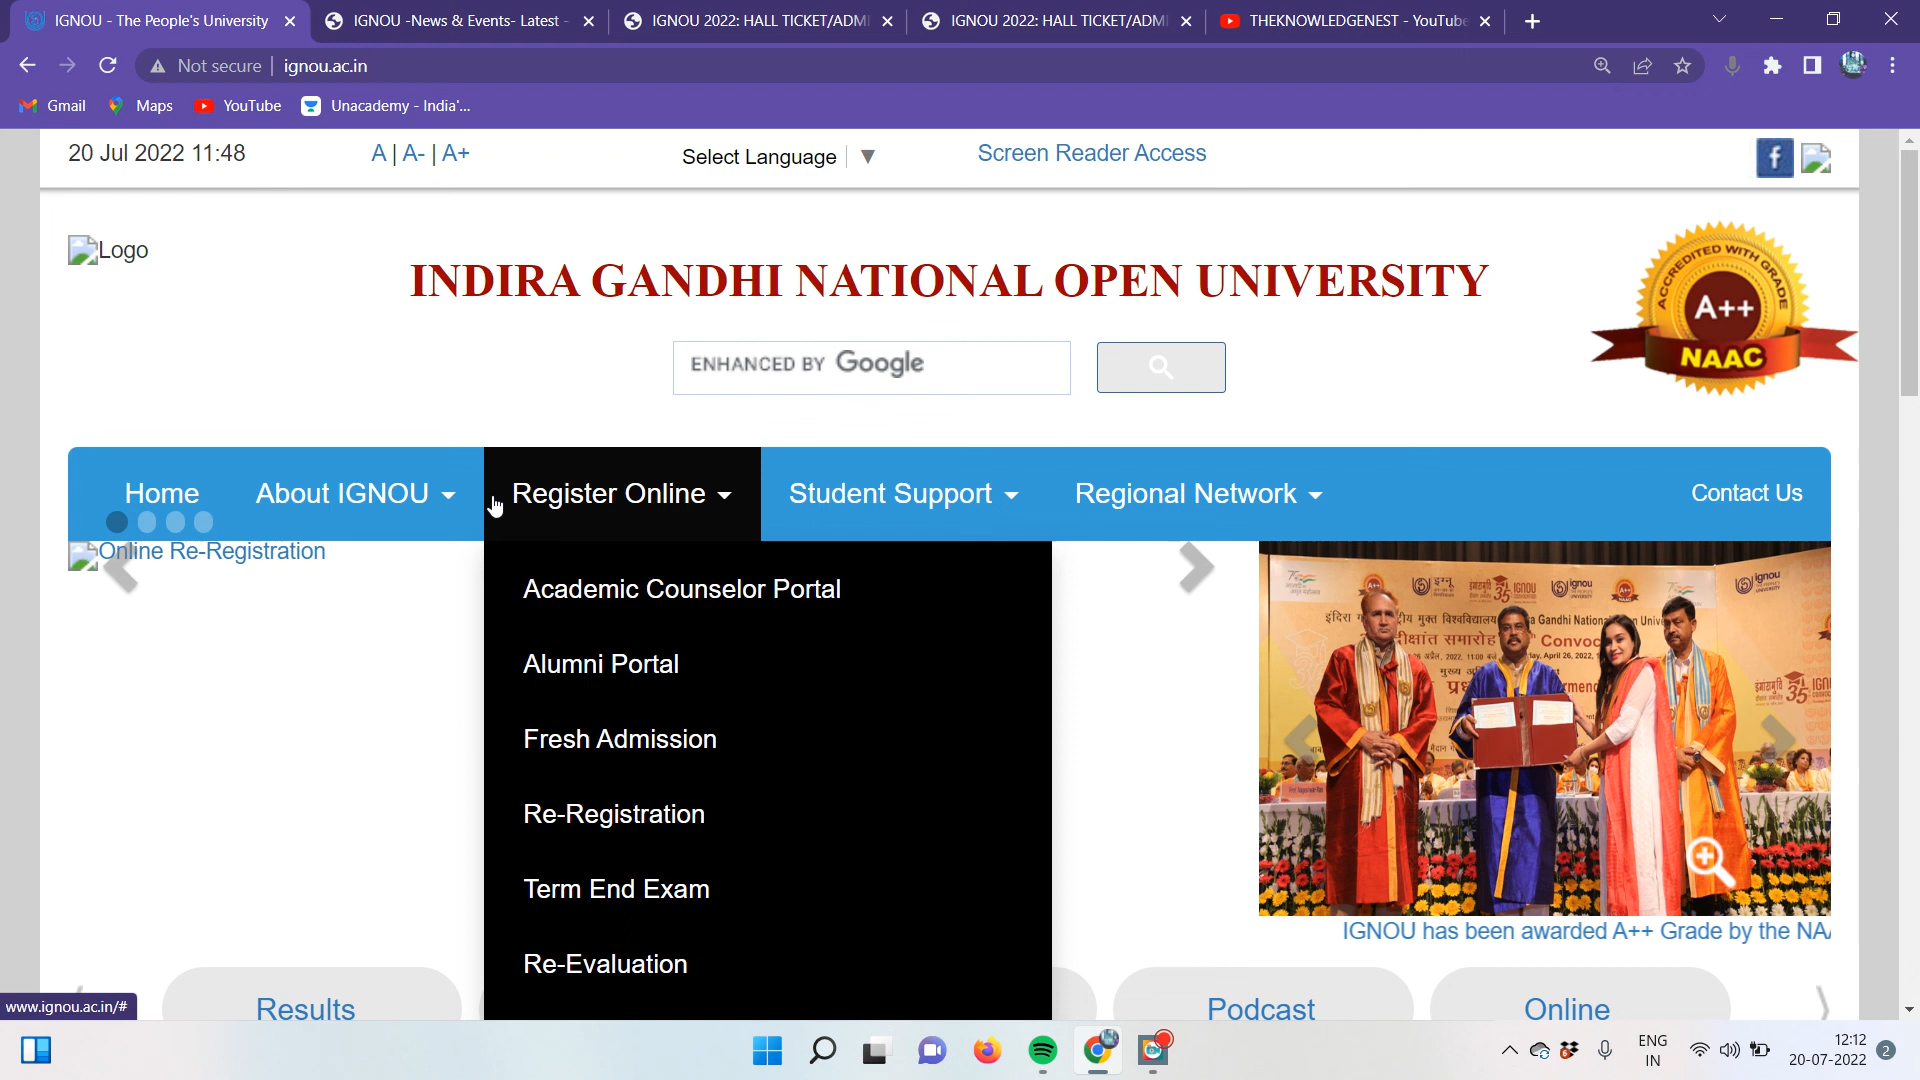 IGNOU - The People's University
IGNOU -News & Events- Latest -
IGNOU 2022: HALL TICKET/ADMI
IGNOU 2022: HALL TICKET/ADMI
THEKNOWLEDGENEST - YouTube
Not secure
ignou.ac.in
Gmail
Maps
YouTube
Unacademy - India'...
20 Jul 2022 11:48
A | A- | A+
Select Language ▼
Screen Reader Access
Logo
INDIRA GANDHI NATIONAL OPEN UNIVERSITY
ACCREDITED WITH GRADE
A++
NAAC
ENHANCED BY Google
Home
About IGNOU
Register Online
Student Support
Regional Network
Contact Us
Online Re-Registration
Academic Counselor Portal
Alumni Portal
Fresh Admission
Re-Registration
Term End Exam
Re-Evaluation
IGNOU has been awarded A++ Grade by the NA
Results
Podcast
Online
www.ignou.ac.in/#
ENG
IN
12:12
20-07-2022
2